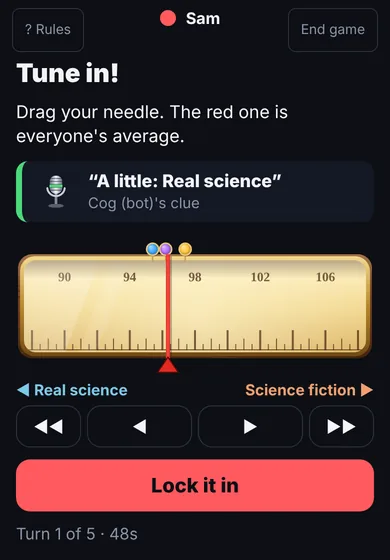 Sam
? Rules
End game
Tune in!
Drag your needle. The red one is
everyone's average.
“A little: Real science”
Cog (bot)'s clue
90 94 98 102 106
◀ Real science
Science fiction ▶
◀◀ ◀ ▶ ▶▶
Lock it in
Turn 1 of 5 · 48s